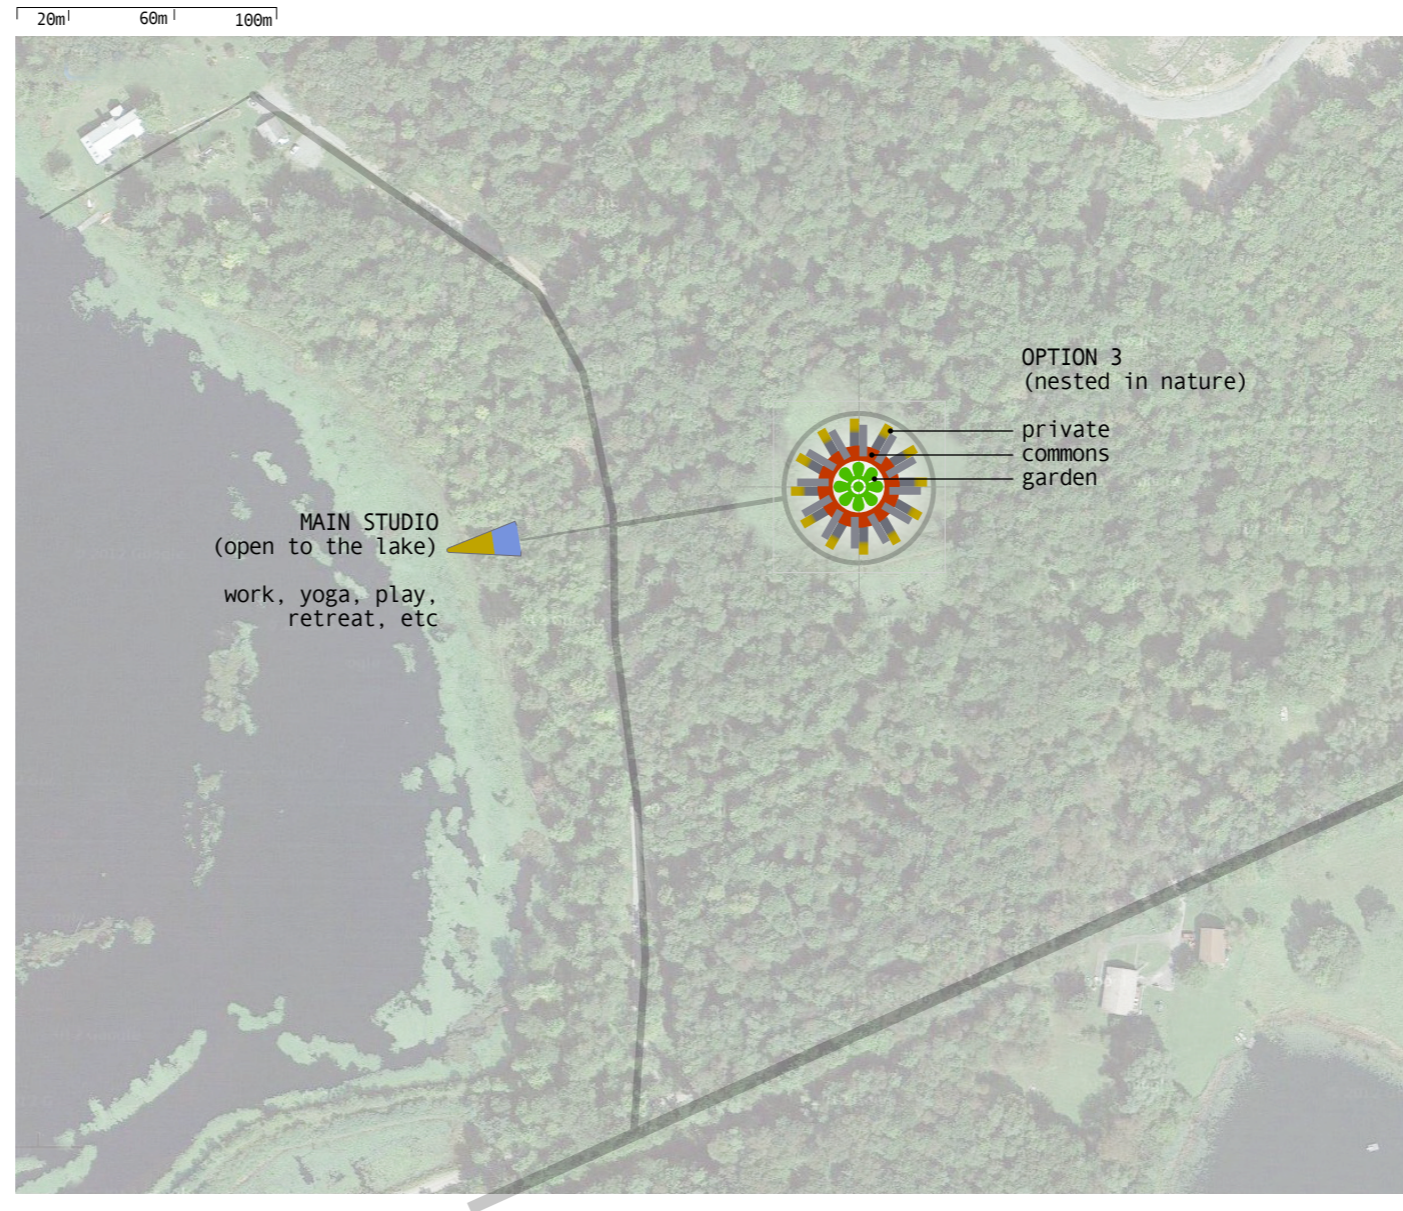 20m 60m 100m
OPTION 3
(nested in nature)
private
commons
garden
MAIN STUDIO
(open to the lake)
work, yoga, play,
retreat, etc